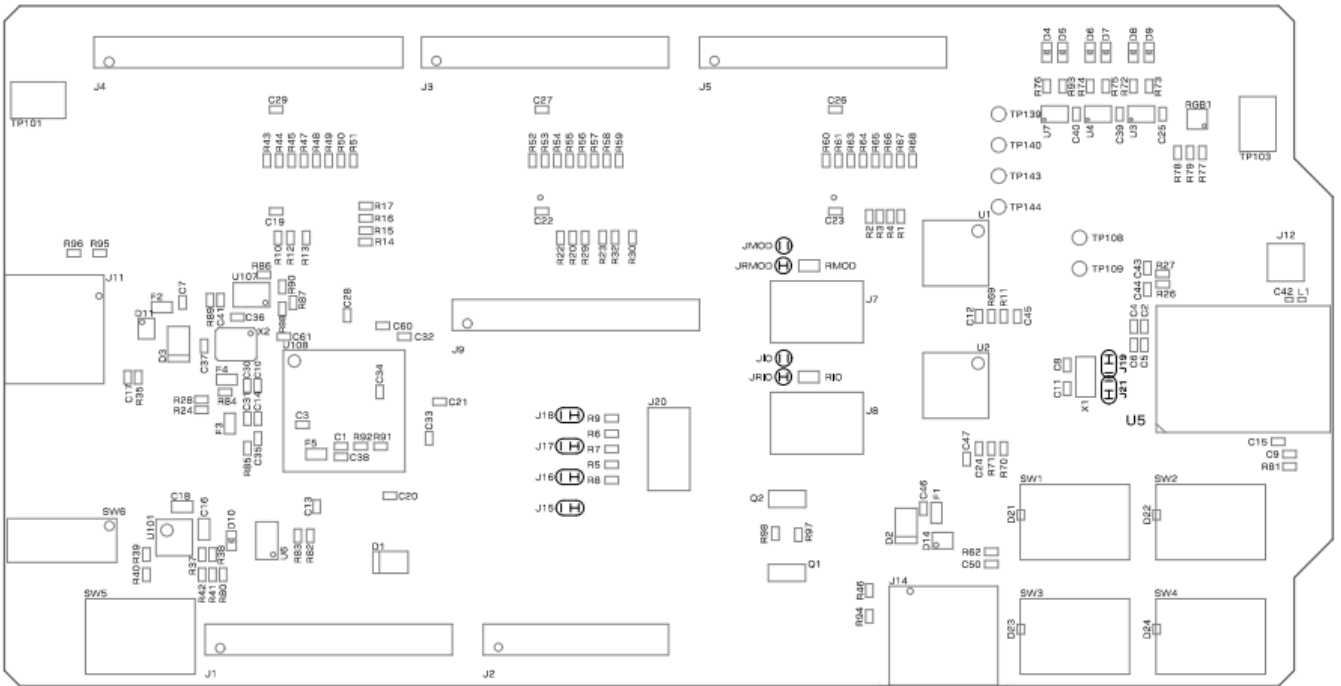 D4
D5
D6
D7
D8
D9
J4
J3
J5
R76
R93
R74
R75
R72
R73
TP101
C29
C27
C26
TP139
U7
C40
U4
C39
U3
C25
RGB1
TP103
R43
R44
R45
R47
R48
R49
R50
R51
R52
R53
R54
R55
R56
R57
R58
R59
R60
R61
R63
R64
R65
R66
R67
R68
TP140
R78
R79
R77
TP143
C19
R17
R16
R15
R14
C22
C23
R2
R3
R4
R1
U1
TP144
R96
R95
R10
R12
R13
R22
R20
R29
R23
R32
R30
JMOD
JRMOD
RMOD
TP108
TP109
J12
J11
R86
U107
R90
R87
R88
C43
C44
R27
R26
C42
L1
F2
C7
R89
C41
C36
X2
C28
C60
C32
C61
D11
D3
C37
U108
J9
J7
C12
R69
R11
C45
C4
C2
C6
C5
JIO
JRIO
RIO
U2
C8
C11
X1
J19
J21
U5
C17
R35
F4
R84
C30
C10
R28
R24
F3
C31
C14
C34
C21
C3
C33
J18
R9
J20
J8
J17
R6
R7
R85
C35
F5
C1
R92
R91
C38
J16
R5
R8
C47
C24
R71
R70
C15
C9
R81
C18
C20
C13
J15
Q2
SW1
SW2
SW6
U101
C16
D10
C46
F1
D21
D22
R39
R40
R37
R38
U6
R83
R82
D1
R98
R97
D2
D14
R62
C50
R42
R41
R80
Q1
SW5
J14
R46
R94
SW3
SW4
D23
D24
J1
J2